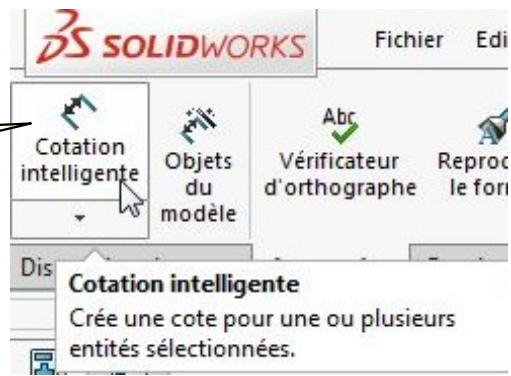 SOLIDWORKS
Fichier
Cotation
intelligente
Objets
du
modèle
Abc
Vérificateur
d'orthographe
Cotation intelligente
Crée une cote pour une ou plusieurs
entités sélectionnées.